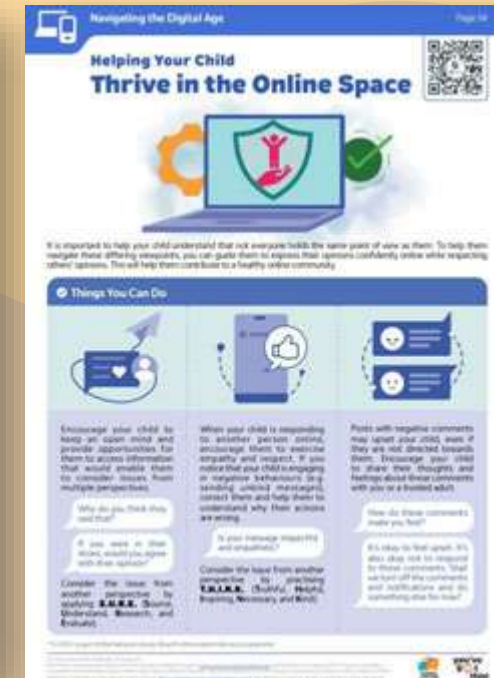 Navigating the Digital Age
Page 14
Helping Your Child
Thrive in the Online Space
It is important to help your child understand that not everyone holds the same point of view as them. To help them
navigate these differing viewpoints, you can guide them to express their opinions confidently online while respecting
others' opinions. This will help them contribute to a healthy online community.
Things You Can Do
Encourage your child to
keep an open mind and
provide opportunities for
them to access information
that would enable them
to consider issues from
multiple perspectives.
Why do you think they
said that?
If you were in their
shoes, would you agree
with their opinion?
Consider the issue from
another perspective by
applying S.U.R.E. (Source,
Understand, Research, and
Evaluate).
When your child is responding
to another person online,
encourage them to exercise
empathy and respect. If you
notice that your child is engaging
in negative behaviours (e.g.
sending unkind messages),
correct them and help them to
understand why their actions
are wrong.
Is your message respectful
and empathetic?
Consider the issue from another
perspective by practising
T.H.I.N.K. (Truthful, Helpful,
Inspiring, Necessary, and Kind).
Posts with negative comments
may upset your child, even if
they are not directed towards
them. Encourage your child
to share their thoughts and
feelings about these comments
with you or a trusted adult.
How do these comments
make you feel?
It's okay to feel upset. It's
also okay not to respond
to those comments. Shall
we turn off the comments
and notifications and do
something else for now?